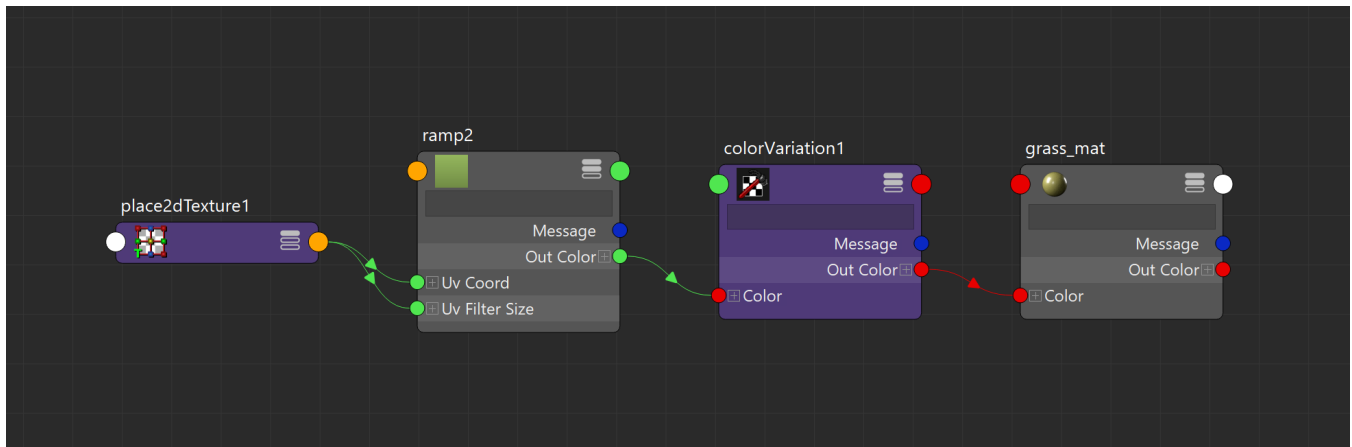 place2dTexture1
ramp2
Message
Out Color
Uv Coord
Uv Filter Size
colorVariation1
Message
Out Color
Color
grass_mat
Message
Out Color
Color